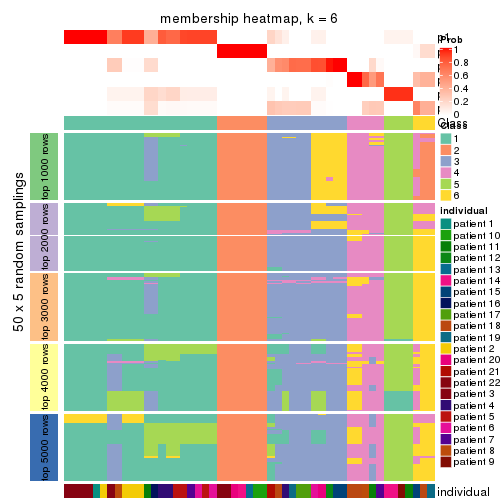 membership heatmap, k = 6
p1
Prob
1
0.8
0.6
0.4
0.2
0
Class
Class
1
2
3
4
5
6
Individual
patient 1
patient 10
patient 11
patient 12
patient 13
patient 14
patient 15
patient 16
patient 17
patient 18
patient 19
patient 2
patient 20
patient 21
patient 22
patient 3
patient 4
patient 5
patient 6
patient 7
patient 8
patient 9
individual
50 x 5 random samplings
top 1000 rows
top 2000 rows
top 3000 rows
top 4000 rows
top 5000 rows